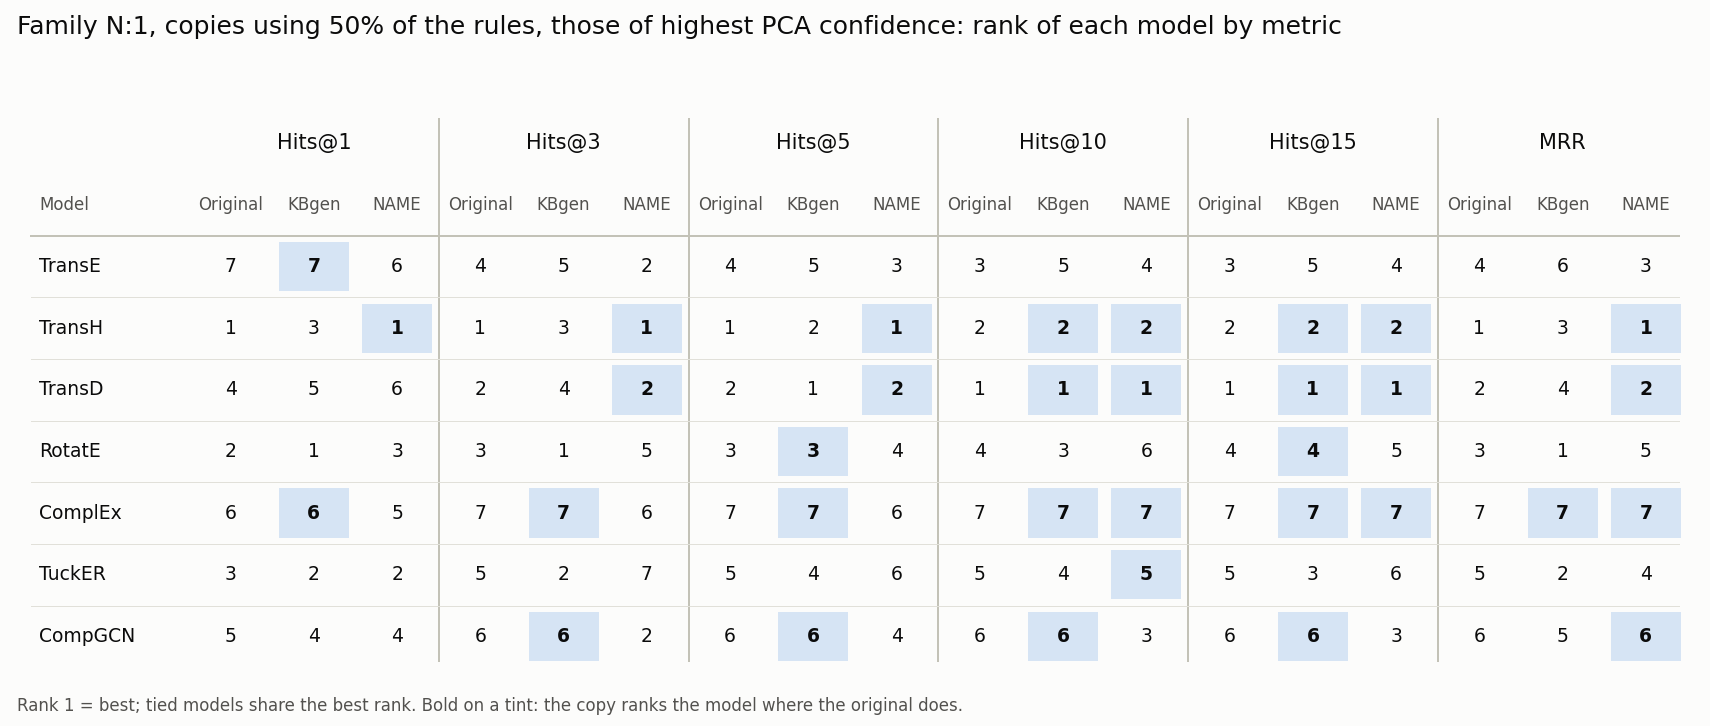 Family N:1, copies using 50% of the rules, those of highest PCA confidence: rank of each model by metric
Hits@1 Hits@3 Hits@5 Hits@10 Hits@15 MRR
Model Original KBgen NAME Original KBgen NAME Original KBgen NAME Original KBgen NAME Original KBgen NAME Original KBgen NAME
TransE 7 7 6 4 5 2 4 5 3 3 5 4 3 5 4 4 6 3
TransH 1 3 1 1 3 1 1 2 1 2 2 2 2 2 2 1 3 1
TransD 4 5 6 2 4 2 2 1 2 1 1 1 1 1 1 2 4 2
RotatE 2 1 3 3 1 5 3 3 4 4 3 6 4 4 5 3 1 5
ComplEx 6 6 5 7 7 6 7 7 6 7 7 7 7 7 7 7 7 7
TuckER 3 2 2 5 2 7 5 4 6 5 4 5 5 3 6 5 2 4
CompGCN 5 4 4 6 6 2 6 6 4 6 6 3 6 6 3 6 5 6
Rank 1 = best; tied models share the best rank. Bold on a tint: the copy ranks the model where the original does.